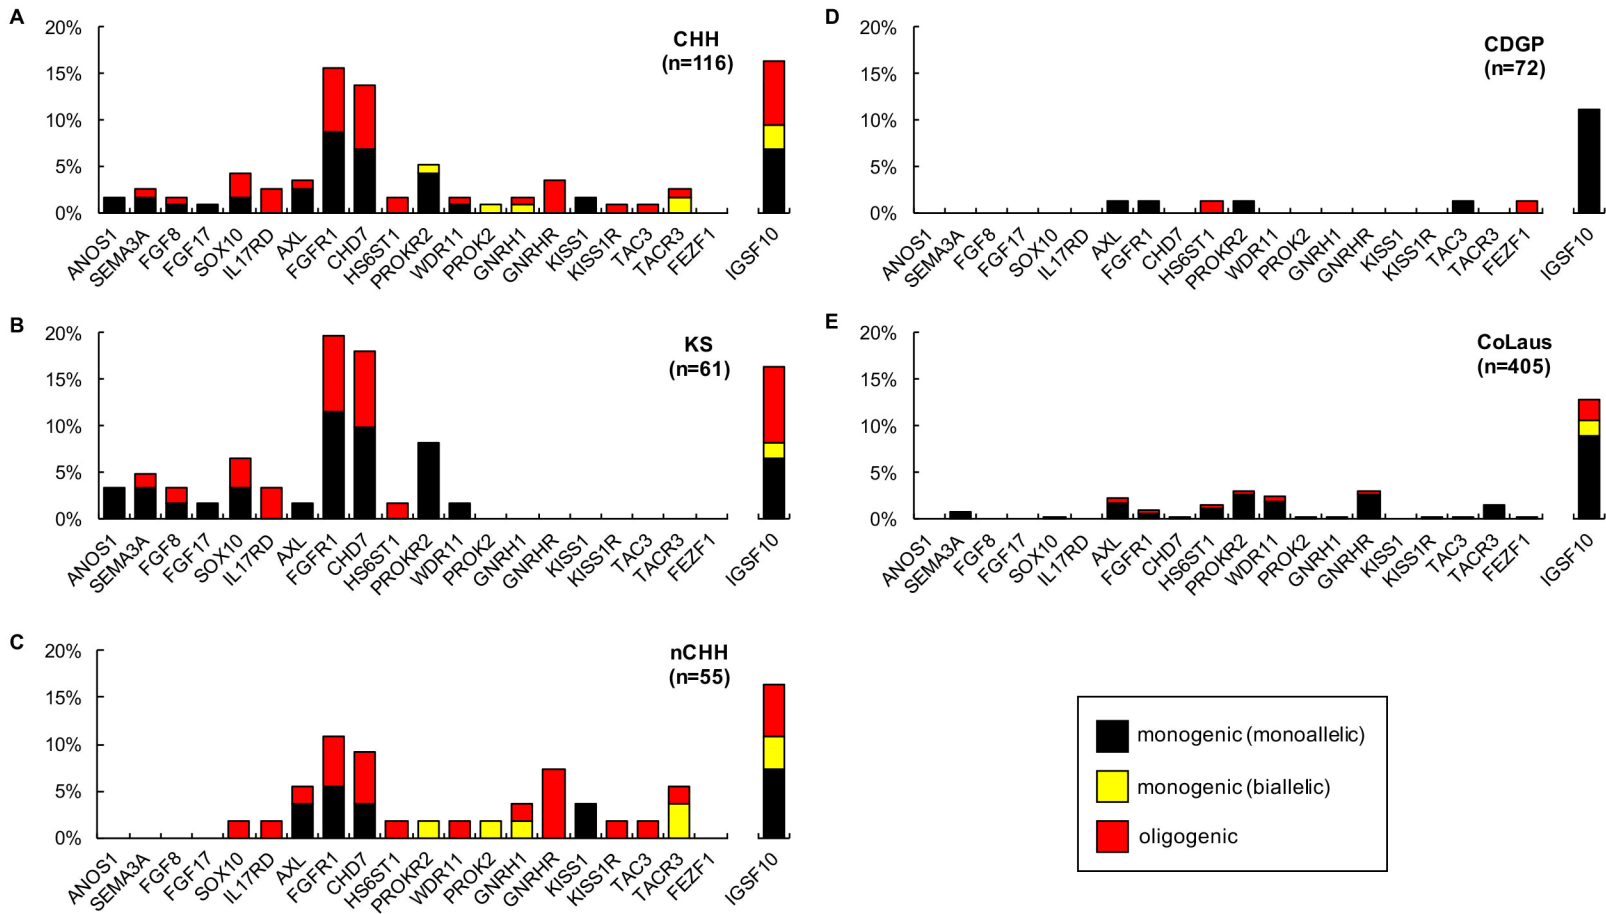 A
20%
15%
10%
5%
0%
CHH
(n=116)
ANOS1
SEMA3A
FGF8
FGF17
SOX10
IL17RD
AXL
FGFR1
CHD7
HS6ST1
PROKR2
WDR11
PROK2
GNRH1
GNRHR
KISS1
KISS1R
TAC3
TACR3
FEZF1
IGSF10
B
20%
15%
10%
5%
0%
KS
(n=61)
ANOS1
SEMA3A
FGF8
FGF17
SOX10
IL17RD
AXL
FGFR1
CHD7
HS6ST1
PROKR2
WDR11
PROK2
GNRH1
GNRHR
KISS1
KISS1R
TAC3
TACR3
FEZF1
IGSF10
C
20%
15%
10%
5%
0%
nCHH
(n=55)
ANOS1
SEMA3A
FGF8
FGF17
SOX10
IL17RD
AXL
FGFR1
CHD7
HS6ST1
PROKR2
WDR11
PROK2
GNRH1
GNRHR
KISS1
KISS1R
TAC3
TACR3
FEZF1
IGSF10
D
20%
15%
10%
5%
0%
CDGP
(n=72)
ANOS1
SEMA3A
FGF8
FGF17
SOX10
IL17RD
AXL
FGFR1
CHD7
HS6ST1
PROKR2
WDR11
PROK2
GNRH1
GNRHR
KISS1
KISS1R
TAC3
TACR3
FEZF1
IGSF10
E
20%
15%
10%
5%
0%
CoLaus
(n=405)
ANOS1
SEMA3A
FGF8
FGF17
SOX10
IL17RD
AXL
FGFR1
CHD7
HS6ST1
PROKR2
WDR11
PROK2
GNRH1
GNRHR
KISS1
KISS1R
TAC3
TACR3
FEZF1
IGSF10
monogenic (monoallelic)
monogenic (biallelic)
oligogenic